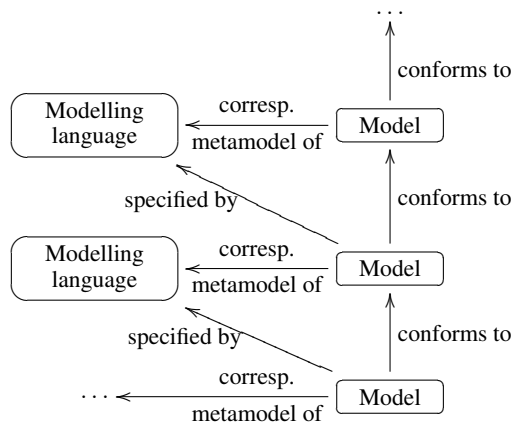 ...
conforms to
Modelling
language
corresp.
metamodel of
Model
specified by
conforms to
Modelling
language
corresp.
metamodel of
Model
specified by
conforms to
...
corresp.
metamodel of
Model